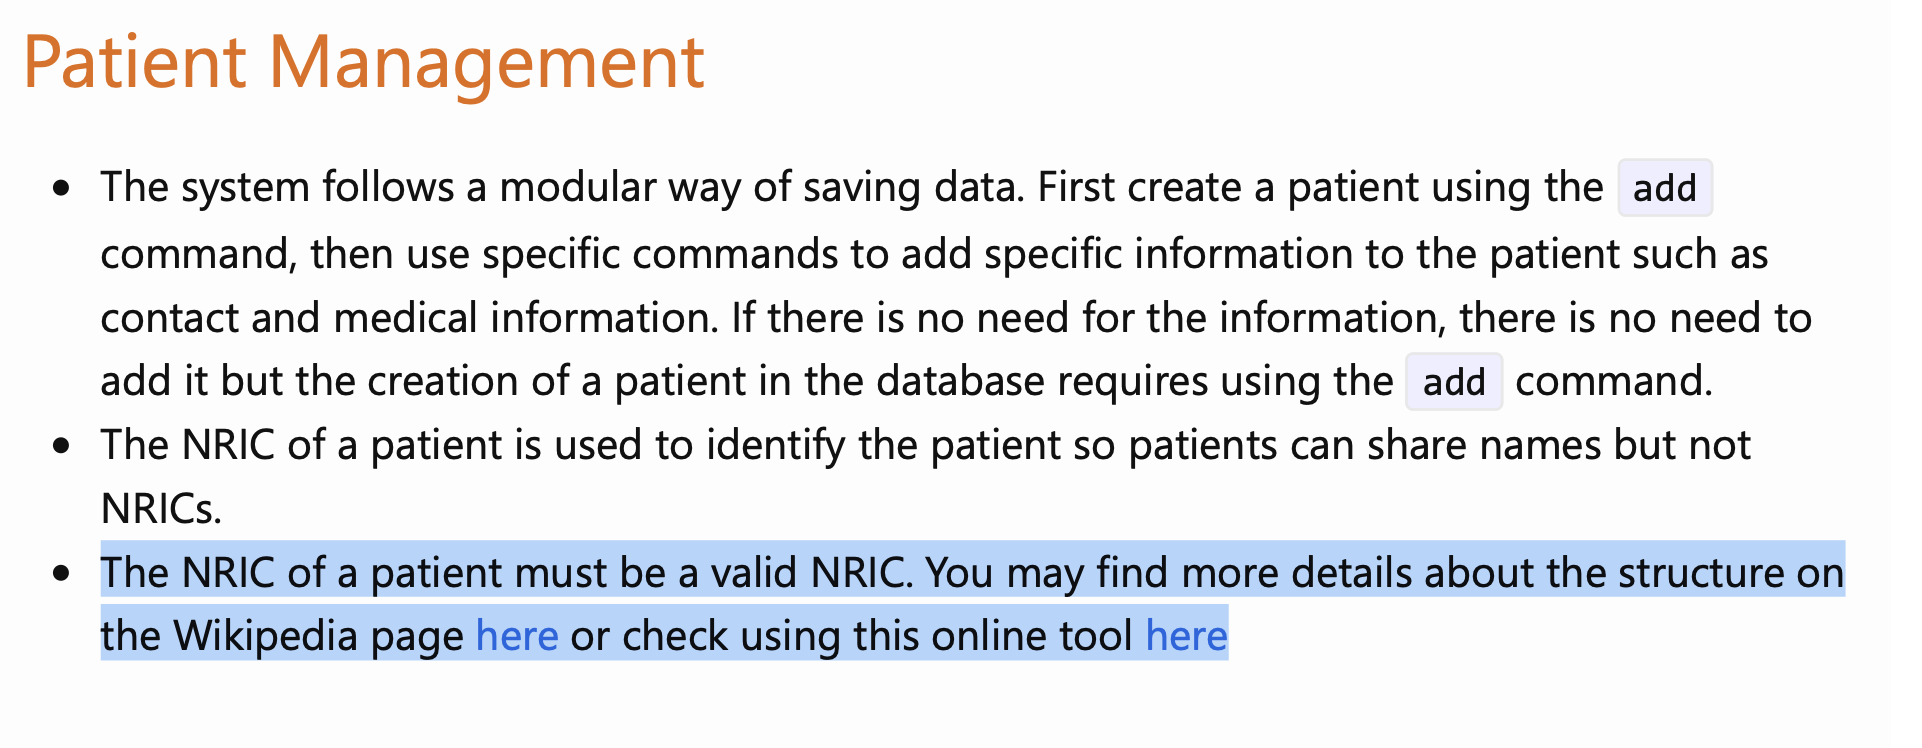 Patient Management
• The system follows a modular way of saving data. First create a patient using the add
command, then use specific commands to add specific information to the patient such as
contact and medical information. If there is no need for the information, there is no need to
add it but the creation of a patient in the database requires using the add command.
• The NRIC of a patient is used to identify the patient so patients can share names but not
NRICs.
• The NRIC of a patient must be a valid NRIC. You may find more details about the structure on
the Wikipedia page here or check using this online tool here